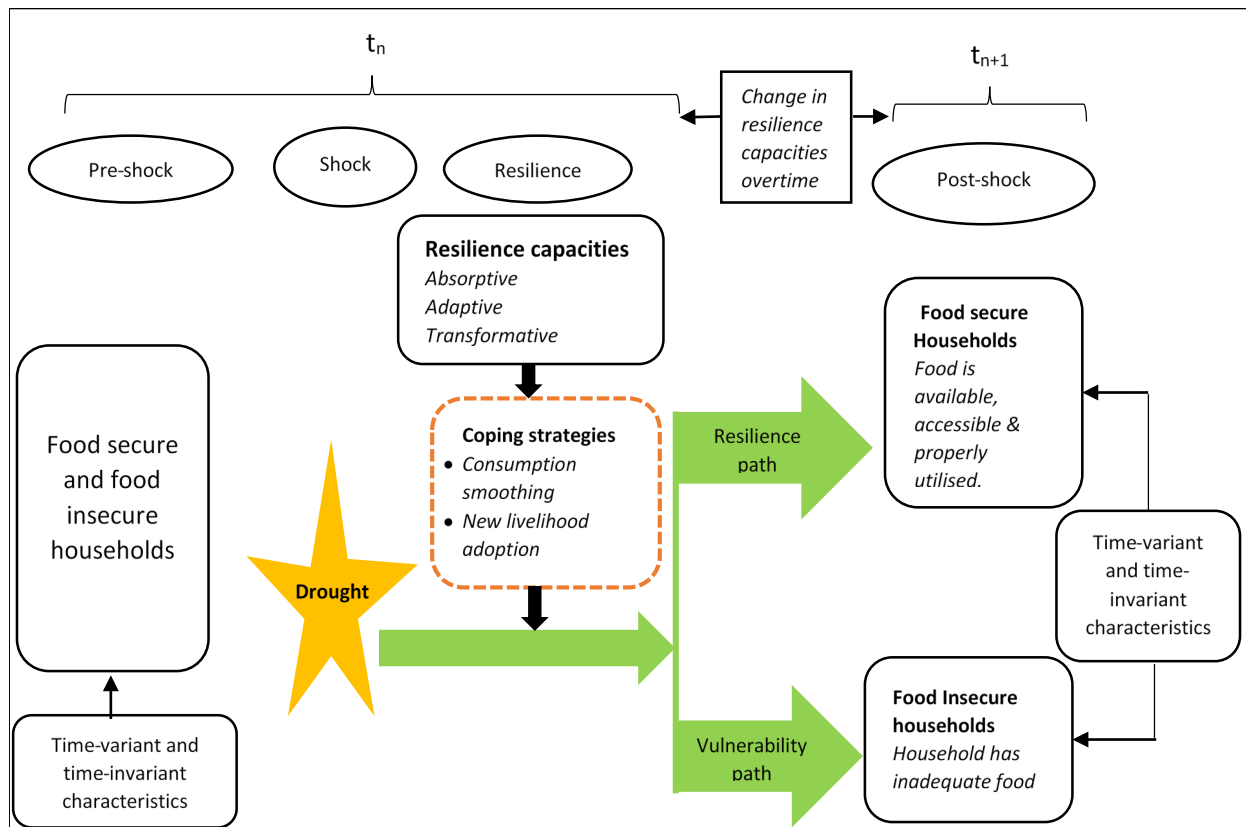 tn
tn+1
Change in
resilience
capacities
overtime
Pre-shock
Shock
Resilience
Post-shock
Resilience capacities
Absorptive
Adaptive
Transformative
Food secure
Households
Food is
available,
accessible &
properly
utilised.
Food secure
and food
insecure
households
Coping strategies
• Consumption
smoothing
• New livelihood
adoption
Resilience
path
Drought
Time-variant
and time-
invariant
characteristics
Food Insecure
households
Household has
inadequate food
Vulnerability
path
Time-variant and
time-invariant
characteristics